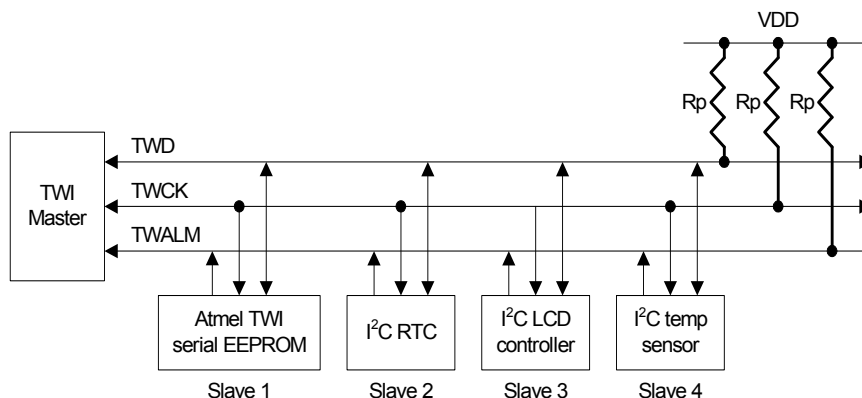 VDD
Rp Rp Rp
TWD
TWI
Master
TWCK
TWALM
Atmel TWI
serial EEPROM
I²C RTC
I²C LCD
controller
I²C temp
sensor
Slave 1 Slave 2 Slave 3 Slave 4